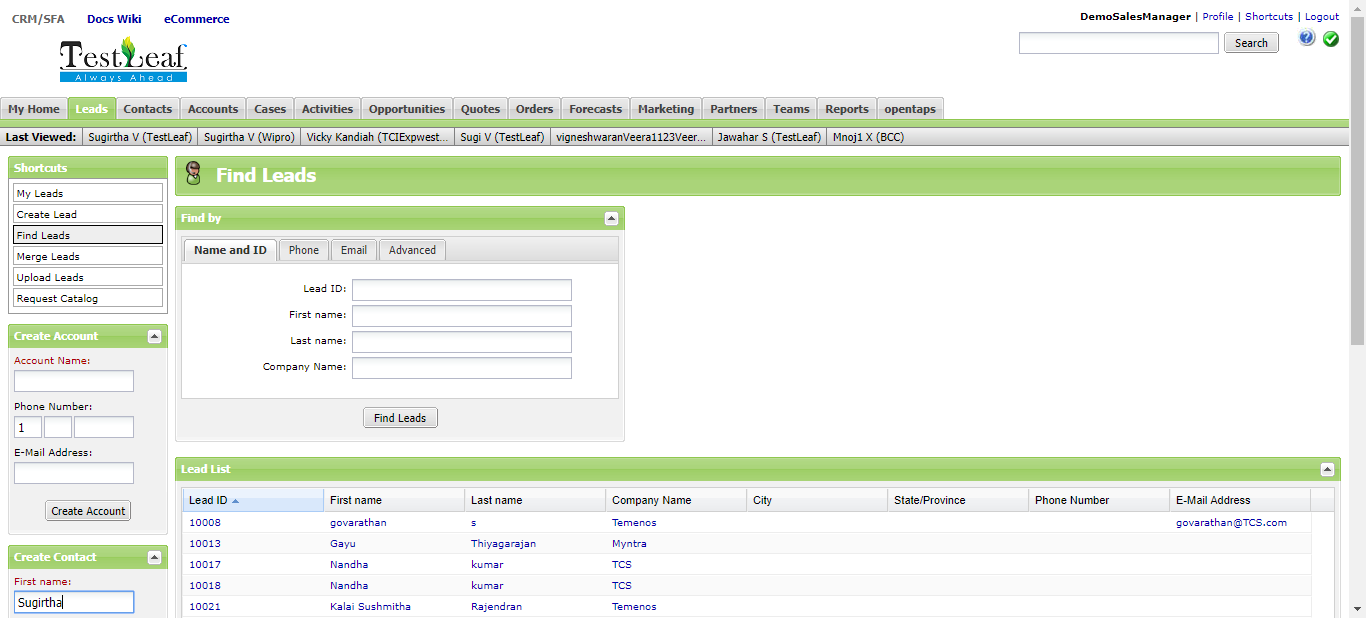 CRM/SFA Docs Wiki eCommerce
DemoSalesManager | Profile | Shortcuts | Logout
Search
TestLeaf
Always Ahead
My Home Leads Contacts Accounts Cases Activities Opportunities Quotes Orders Forecasts Marketing Partners Teams Reports opentaps
Last Viewed: Sugirtha V (TestLeaf) Sugirtha V (Wipro) Vicky Kandiah (TCIExpwest... Sugi V (TestLeaf) vigneshwaranVeera1123Veer... Jawahar S (TestLeaf) Mnoj1 X (BCC)
Shortcuts
My Leads
Create Lead
Find Leads
Merge Leads
Upload Leads
Request Catalog
Create Account
Account Name:
Phone Number:
1
E-Mail Address:
Create Account
Create Contact
First name:
Sugirtha
Find Leads
Find by
Name and ID Phone Email Advanced
Lead ID:
First name:
Last name:
Company Name:
Find Leads
Lead List
Lead ID First name Last name Company Name City State/Province Phone Number E-Mail Address
10008 govarathan s Temenos govarathan@TCS.com
10013 Gayu Thiyagarajan Myntra
10017 Nandha kumar TCS
10018 Nandha kumar TCS
10021 Kalai Sushmitha Rajendran Temenos